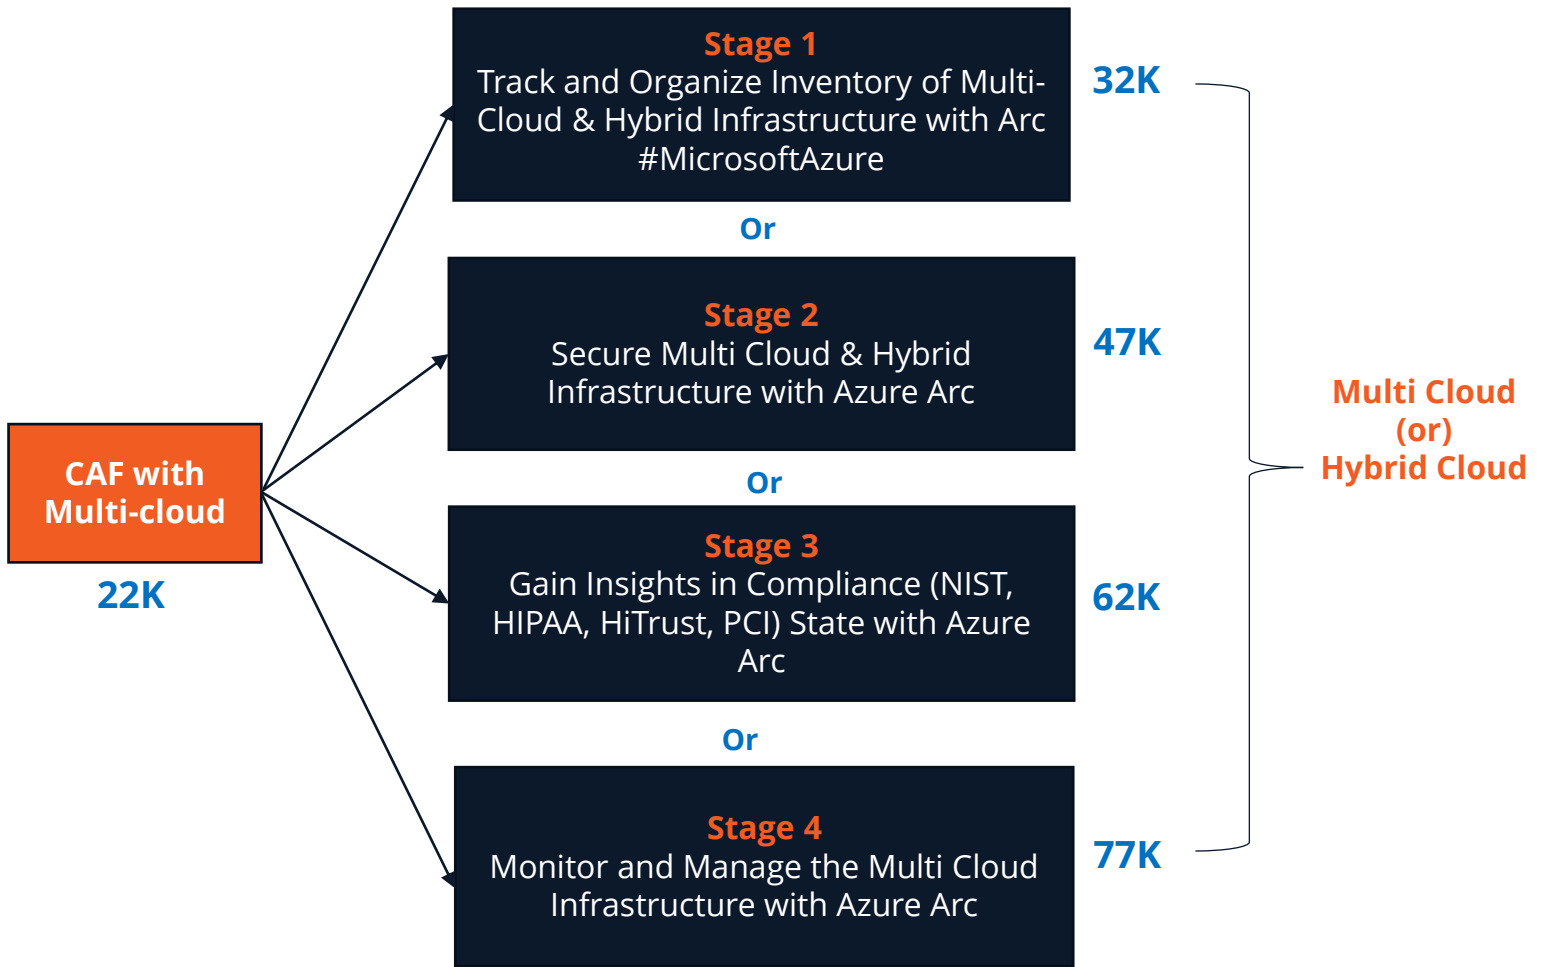 CAF with
Multi-cloud
22K
Stage 1
Track and Organize Inventory of Multi-
Cloud & Hybrid Infrastructure with Arc
#MicrosoftAzure
32K
Or
Stage 2
Secure Multi Cloud & Hybrid
Infrastructure with Azure Arc
47K
Or
Stage 3
Gain Insights in Compliance (NIST,
HIPAA, HiTrust, PCI) State with Azure
Arc
62K
Or
Stage 4
Monitor and Manage the Multi Cloud
Infrastructure with Azure Arc
77K
Multi Cloud
(or)
Hybrid Cloud